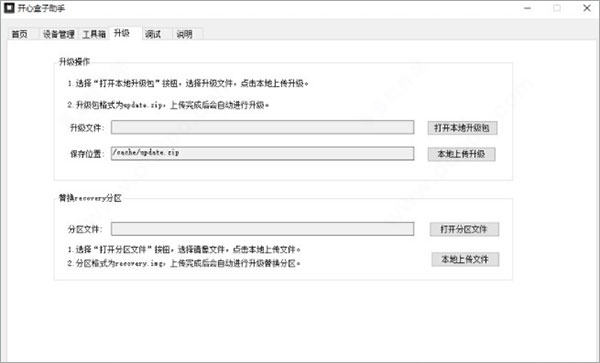 开心盒子助手
首页 设备管理 工具箱 升级 调试 说明
升级操作
1.选择“打开本地升级包”按钮，选择升级文件，点击本地上传升级。
2.升级包格式为update.zip，上传完成后会自动进行升级。
升级文件： 打开本地升级包
保存位置： /cache/update.zip 本地上传升级
替换recovery分区
分区文件： 打开分区文件
1.选择“打开分区文件”按钮，选择镜像文件，点击本地上传文件。
2.分区格式为recovery.img，上传完成后会自动进行升级替换分区。
本地上传文件